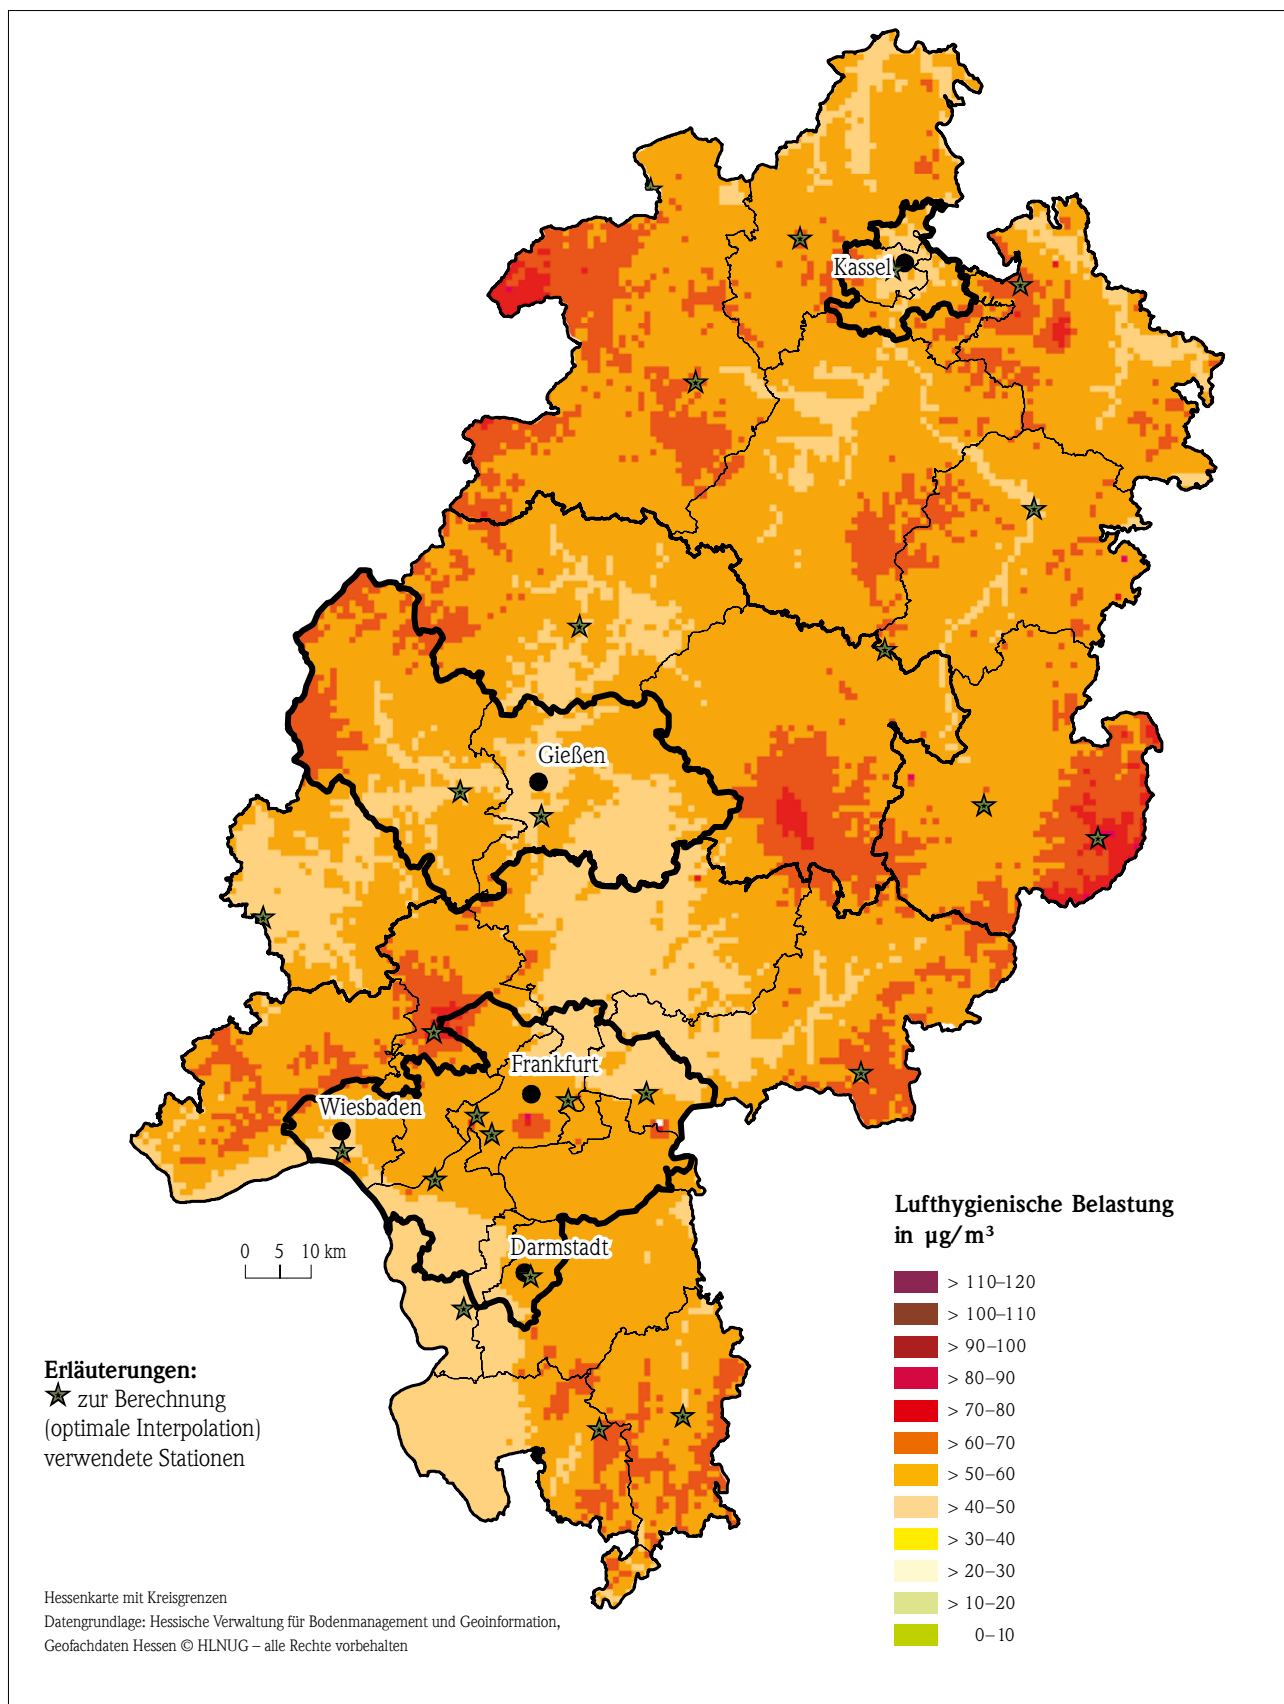 Kassel
Gießen
Frankfurt
Wiesbaden
Darmstadt
0 5 10 km
Lufthygienische Belastung
in µg/m³
> 110–120
> 100–110
> 90–100
> 80–90
> 70–80
> 60–70
> 50–60
> 40–50
> 30–40
> 20–30
> 10–20
0–10
Erläuterungen:
zur Berechnung
(optimale Interpolation)
verwendete Stationen
Hessenkarte mit Kreisgrenzen
Datengrundlage: Hessische Verwaltung für Bodenmanagement und Geoinformation,
Geofachdaten Hessen © HLNUG – alle Rechte vorbehalten